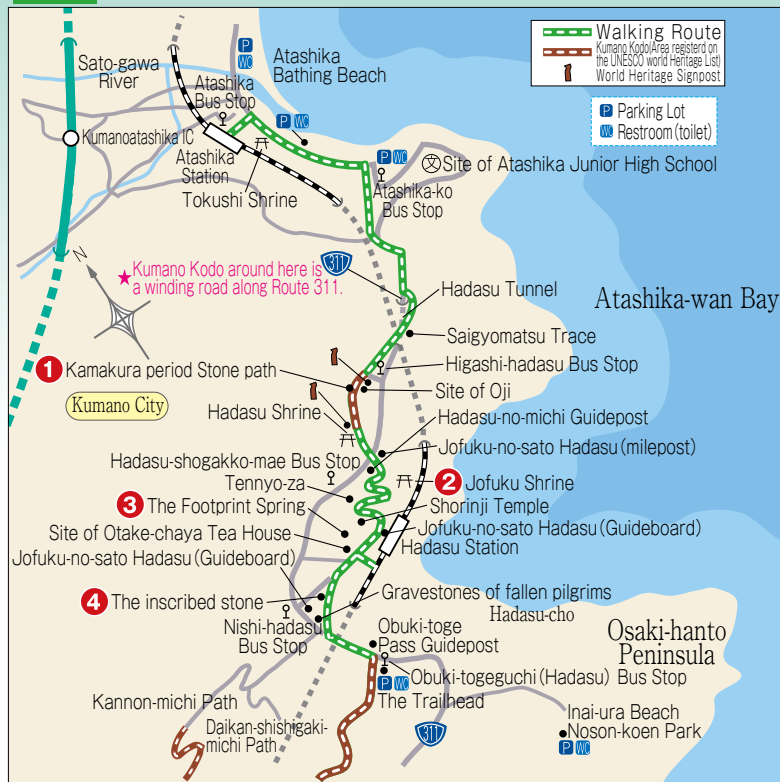 Walking Route
Kumano Kodo(Area registerd on
the UNESCO world Heritage List)
World Heritage Signpost
P Parking Lot
WC Restroom (toilet)
Sato-gawa
River
P
WC
Atashika
Bathing Beach
Atashika
Bus Stop
Kumanoatashika IC
P WC
Atashika
Station
Tokushi Shrine
P WC
Atashika-ko
Bus Stop
文 Site of Atashika Junior High School
N
★Kumano Kodo around here is
a winding road along Route 311.
311
Hadasu Tunnel
Atashika-wan Bay
Saigyomatsu Trace
Higashi-hadasu Bus Stop
1 Kamakura period Stone path
Site of Oji
Kumano City
Hadasu Shrine
Hadasu-no-michi Guidepost
Jofuku-no-sato Hadasu (milepost)
Hadasu-shogakko-mae Bus Stop
2 Jofuku Shrine
Tennyo-za
3 The Footprint Spring
Shorinji Temple
Site of Otake-chaya Tea House
Jofuku-no-sato Hadasu (Guideboard)
Hadasu Station
Jofuku-no-sato Hadasu (Guideboard)
4 The inscribed stone
Gravestones of fallen pilgrims
Hadasu-cho
Nishi-hadasu
Bus Stop
Obuki-toge
Pass Guidepost
Osaki-hanto
Peninsula
Obuki-togeguchi (Hadasu) Bus Stop
P WC
The Trailhead
Kannon-michi Path
Daikan-shishigaki-
michi Path
311
Inai-ura Beach
Noson-koen Park
P WC